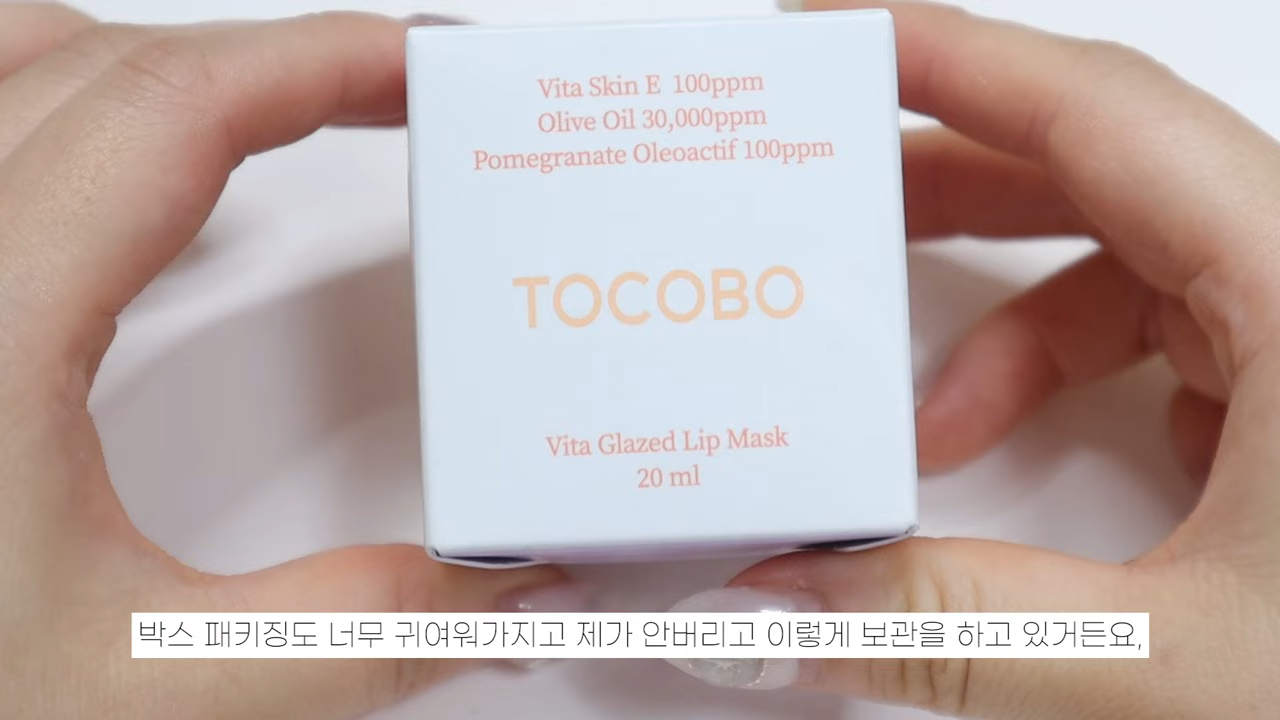 Vita Skin E 100ppm
Olive Oil 30,000ppm
Pomegranate Oleoactif 100ppm
TOCOBO
Vita Glazed Lip Mask
20 ml
박스 패키징도 너무 귀여워가지고 제가 안버리고 이렇게 보관을 하고 있거든요,